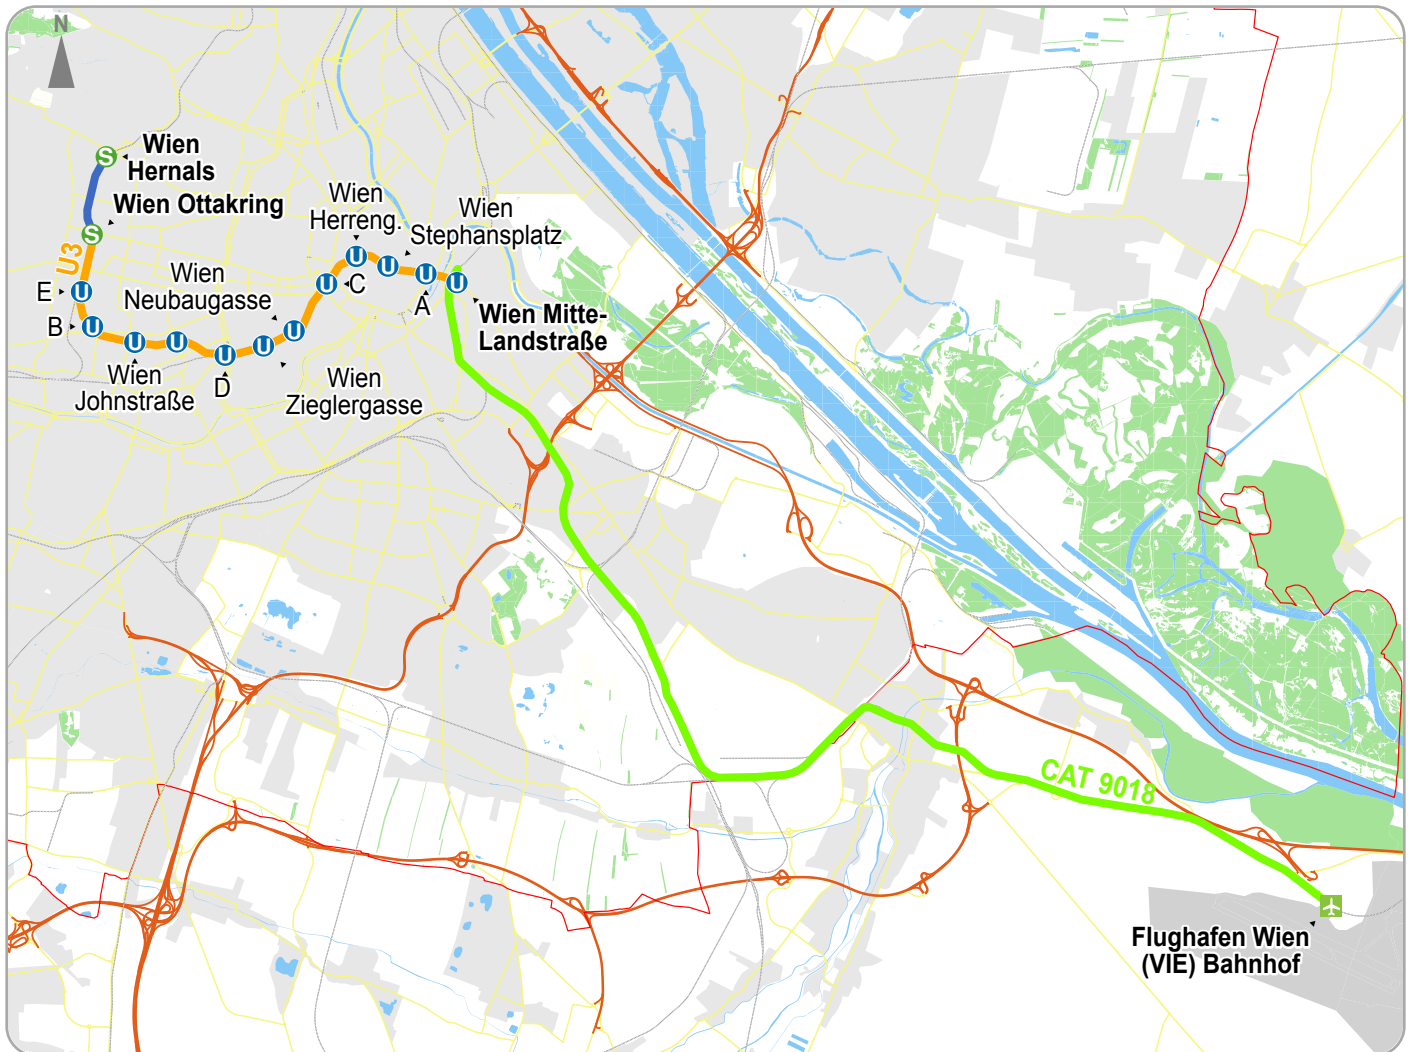 N
Wien
Hernals
Wien Ottakring
Wien
Herreng.
Wien
Stephansplatz
U3
Wien
Neubaugasse
E
C
A
B
Wien Mitte-
Landstraße
Wien
Johnstraße
D
Wien
Zieglergasse
S
S
U
U
U
U
U
U
U
U
U
U
U
U
CAT 9018
Flughafen Wien
(VIE) Bahnhof